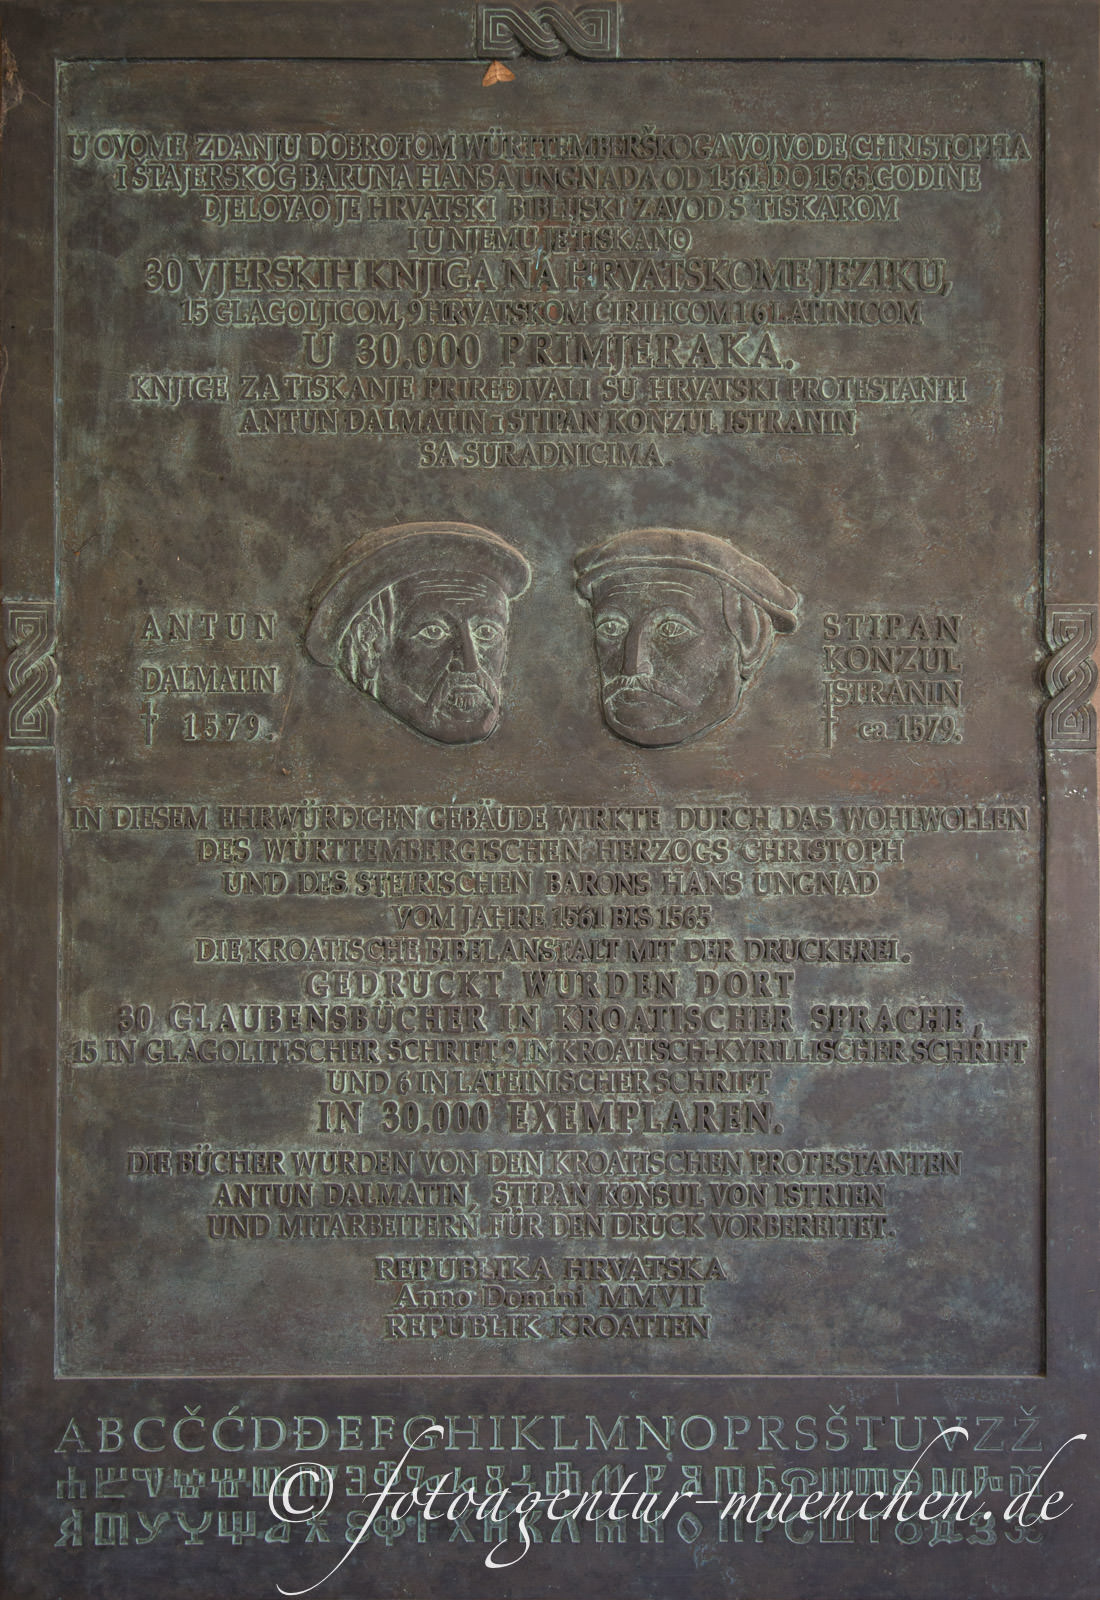 U OVOME ZDANJU DOBROTOM WÜRTTEMBERŠKOGA VOJVODE CHRISTOPHA
I ŠTAJERSKOG BARUNA HANSA UNGNADA OD 1561. DO 1565. GODINE
DJELOVAO JE HRVATSKI BIBLIJSKI ZAVOD S TISKAROM
I U NJEMU JE TISKANO
30 VJERSKIH KNJIGA NA HRVATSKOME JEZIKU,
15 GLAGOLJICOM, 9 HRVATSKOM ĆIRILICOM I 6 LATINICOM
U 30.000 PRIMJERAKA.
KNJIGE ZA TISKANJE PRIREĐIVALI SU HRVATSKI PROTESTANTI
ANTUN DALMATIN I STIPAN KONZUL ISTRANIN
SA SURADNICIMA.
ANTUN
DALMATIN
† 1579.
STIPAN
KONZUL
ISTRANIN
† ca 1579.
IN DIESEM EHRWÜRDIGEN GEBÄUDE WIRKTE DURCH DAS WOHLWOLLEN
DES WÜRTTEMBERGISCHEN HERZOGS CHRISTOPH
UND DES STEIRISCHEN BARONS HANS UNGNAD
VOM JAHRE 1561 BIS 1565
DIE KROATISCHE BIBELANSTALT MIT DER DRUCKEREI.
GEDRUCKT WURDEN DORT
30 GLAUBENSBÜCHER IN KROATISCHER SPRACHE,
15 IN GLAGOLITISCHER SCHRIFT, 9 IN KROATISCH-KYRILLISCHER SCHRIFT
UND 6 IN LATEINISCHER SCHRIFT
IN 30.000 EXEMPLAREN.
DIE BÜCHER WURDEN VON DEN KROATISCHEN PROTESTANTEN
ANTUN DALMATIN, STIPAN KONSUL VON ISTRIEN
UND MITARBEITERN, FÜR DEN DRUCK VORBEREITET.
REPUBLIKA HRVATSKA
Anno Domini MMVII
REPUBLIK KROATIEN
ABCČĆDĐEFGHIKLMNOPRSŠTUVZŽ
© fotoagentur-muenchen.de